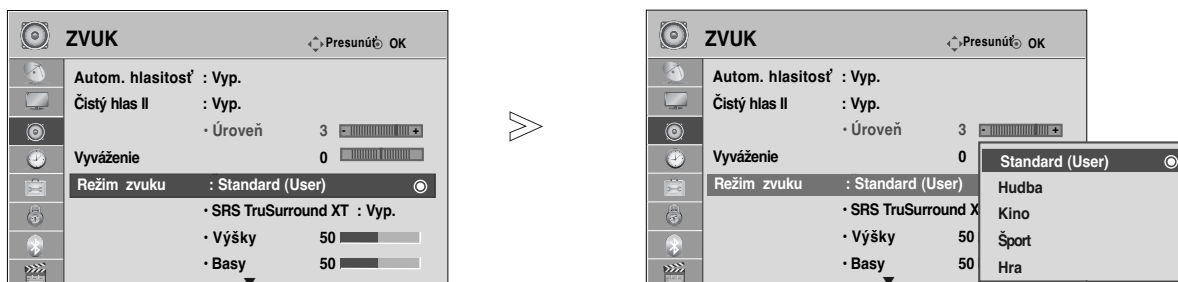 ZVUK Presunúť OK
Autom. hlasitosť : Vyp.
Čistý hlas II : Vyp.
• Úroveň 3 - +
Vyváženie 0
Režim zvuku : Standard (User)
• SRS TruSurround XT : Vyp.
• Výšky 50
• Basy 50
ZVUK Presunúť OK
Autom. hlasitosť : Vyp.
Čistý hlas II : Vyp.
• Úroveň 3 - +
Vyváženie 0
Režim zvuku : Standard (User)
• SRS TruSurround X
• Výšky 50
• Basy 50
Standard (User)
Hudba
Kino
Šport
Hra